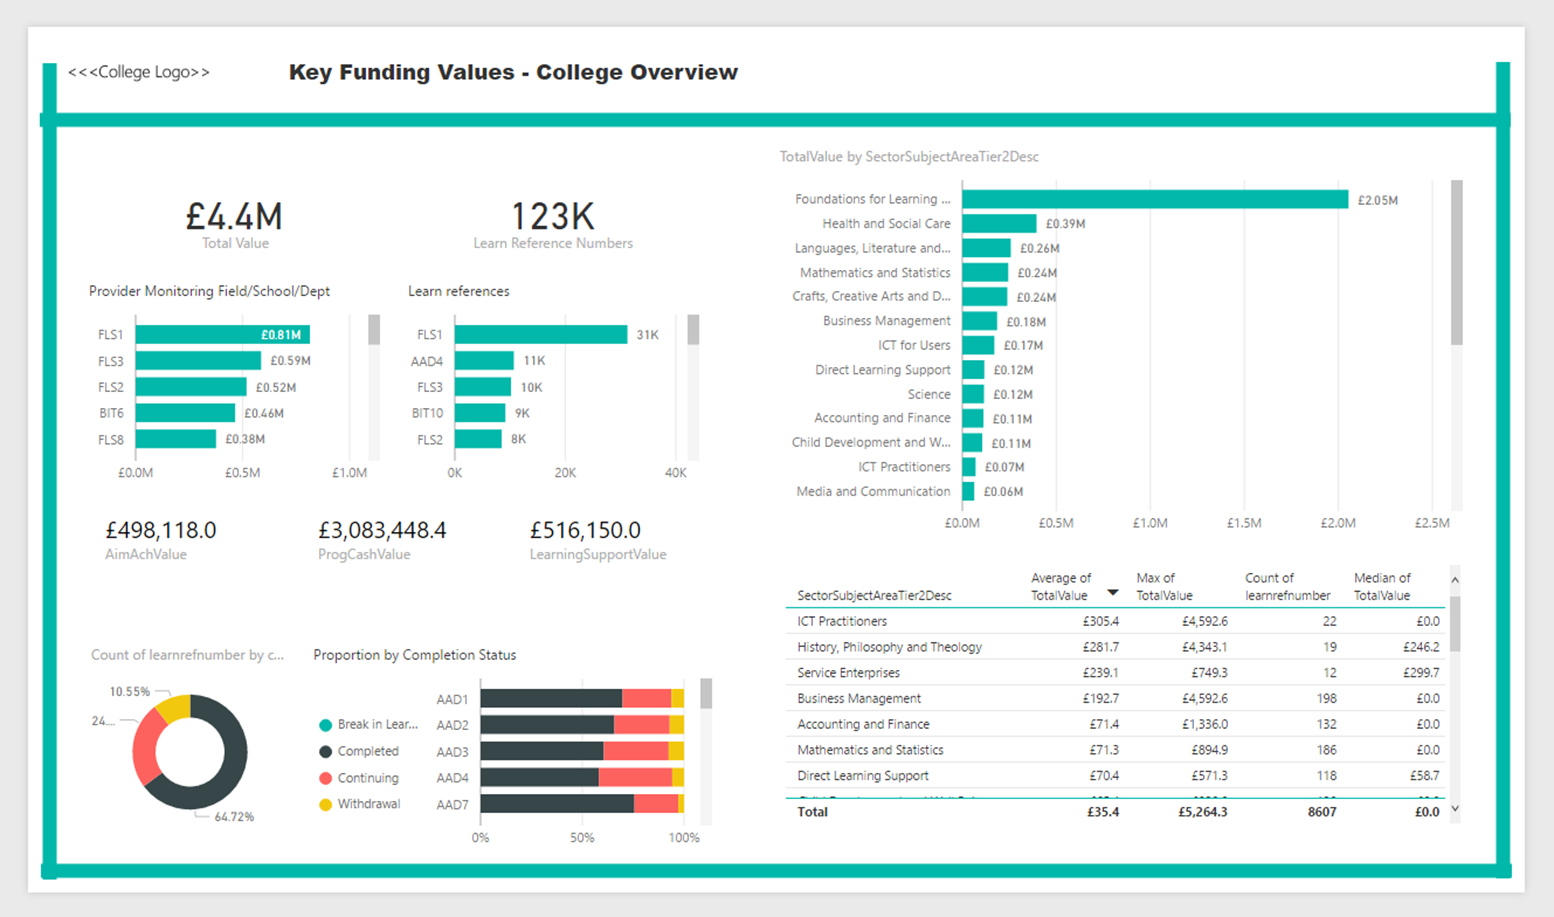 <<<College Logo>>
Key Funding Values - College Overview
£4.4M
Total Value
123K
Learn Reference Numbers
Provider Monitoring Field/School/Dept
FLS1 £0.81M
FLS3 £0.59M
FLS2 £0.52M
BIT6 £0.46M
FLS8 £0.38M
£0.0M £0.5M £1.0M
Learn references
FLS1 31K
AAD4 11K
FLS3 10K
BIT10 9K
FLS2 8K
0K 20K 40K
£498,118.0
AimAchValue
£3,083,448.4
ProgCashValue
£516,150.0
LearningSupportValue
Count of learnrefnumber by c...
10.55%
24....
64.72%
Proportion by Completion Status
Break in Lear...
Completed
Continuing
Withdrawal
AAD1
AAD2
AAD3
AAD4
AAD7
0% 50% 100%
TotalValue by SectorSubjectAreaTier2Desc
Foundations for Learning ... £2.05M
Health and Social Care £0.39M
Languages, Literature and... £0.26M
Mathematics and Statistics £0.24M
Crafts, Creative Arts and D... £0.24M
Business Management £0.18M
ICT for Users £0.17M
Direct Learning Support £0.12M
Science £0.12M
Accounting and Finance £0.11M
Child Development and W... £0.11M
ICT Practitioners £0.07M
Media and Communication £0.06M
£0.0M £0.5M £1.0M £1.5M £2.0M £2.5M
SectorSubjectAreaTier2Desc Average of TotalValue Max of TotalValue Count of learnrefnumber Median of TotalValue
ICT Practitioners £305.4 £4,592.6 22 £0.0
History, Philosophy and Theology £281.7 £4,343.1 19 £246.2
Service Enterprises £239.1 £749.3 12 £299.7
Business Management £192.7 £4,592.6 198 £0.0
Accounting and Finance £71.4 £1,336.0 132 £0.0
Mathematics and Statistics £71.3 £894.9 186 £0.0
Direct Learning Support £70.4 £571.3 118 £58.7
Total £35.4 £5,264.3 8607 £0.0